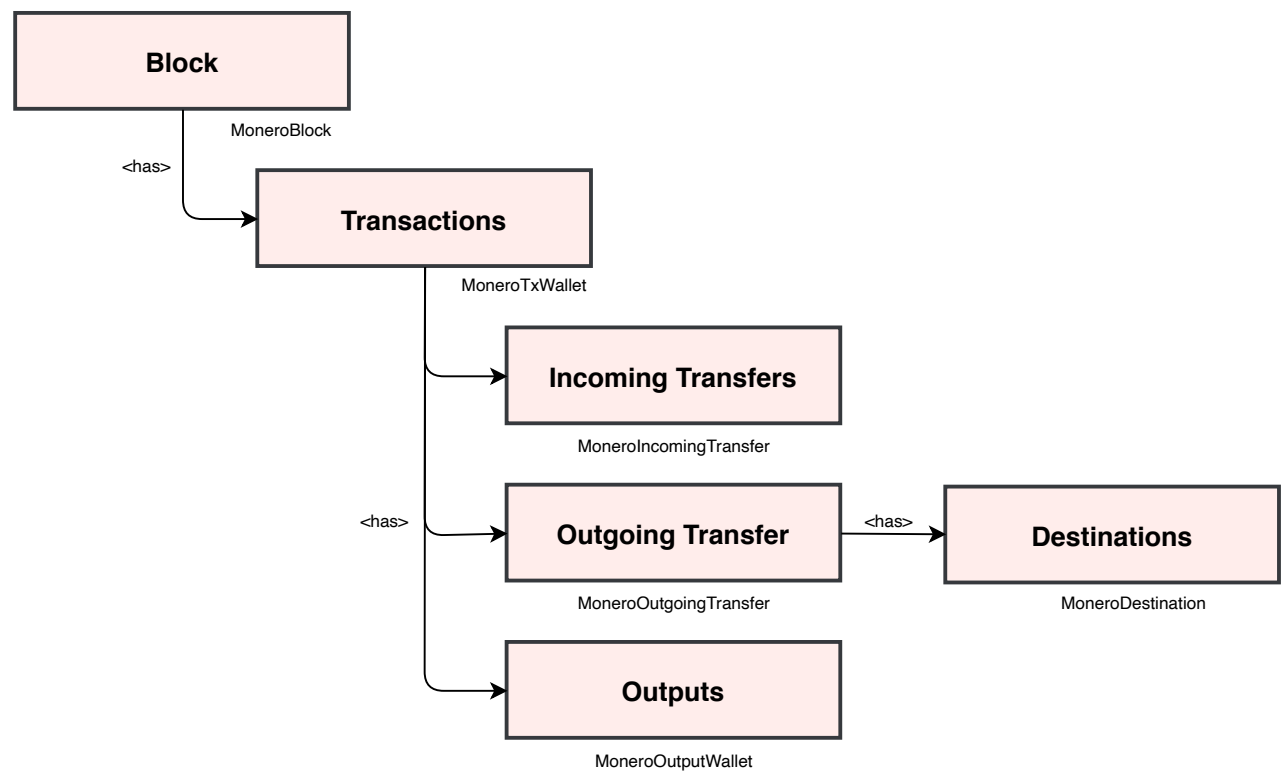 Block
MoneroBlock
<has>
Transactions
MoneroTxWallet
Incoming Transfers
MoneroIncomingTransfer
<has>
Outgoing Transfer
<has>
Destinations
MoneroOutgoingTransfer
MoneroDestination
Outputs
MoneroOutputWallet